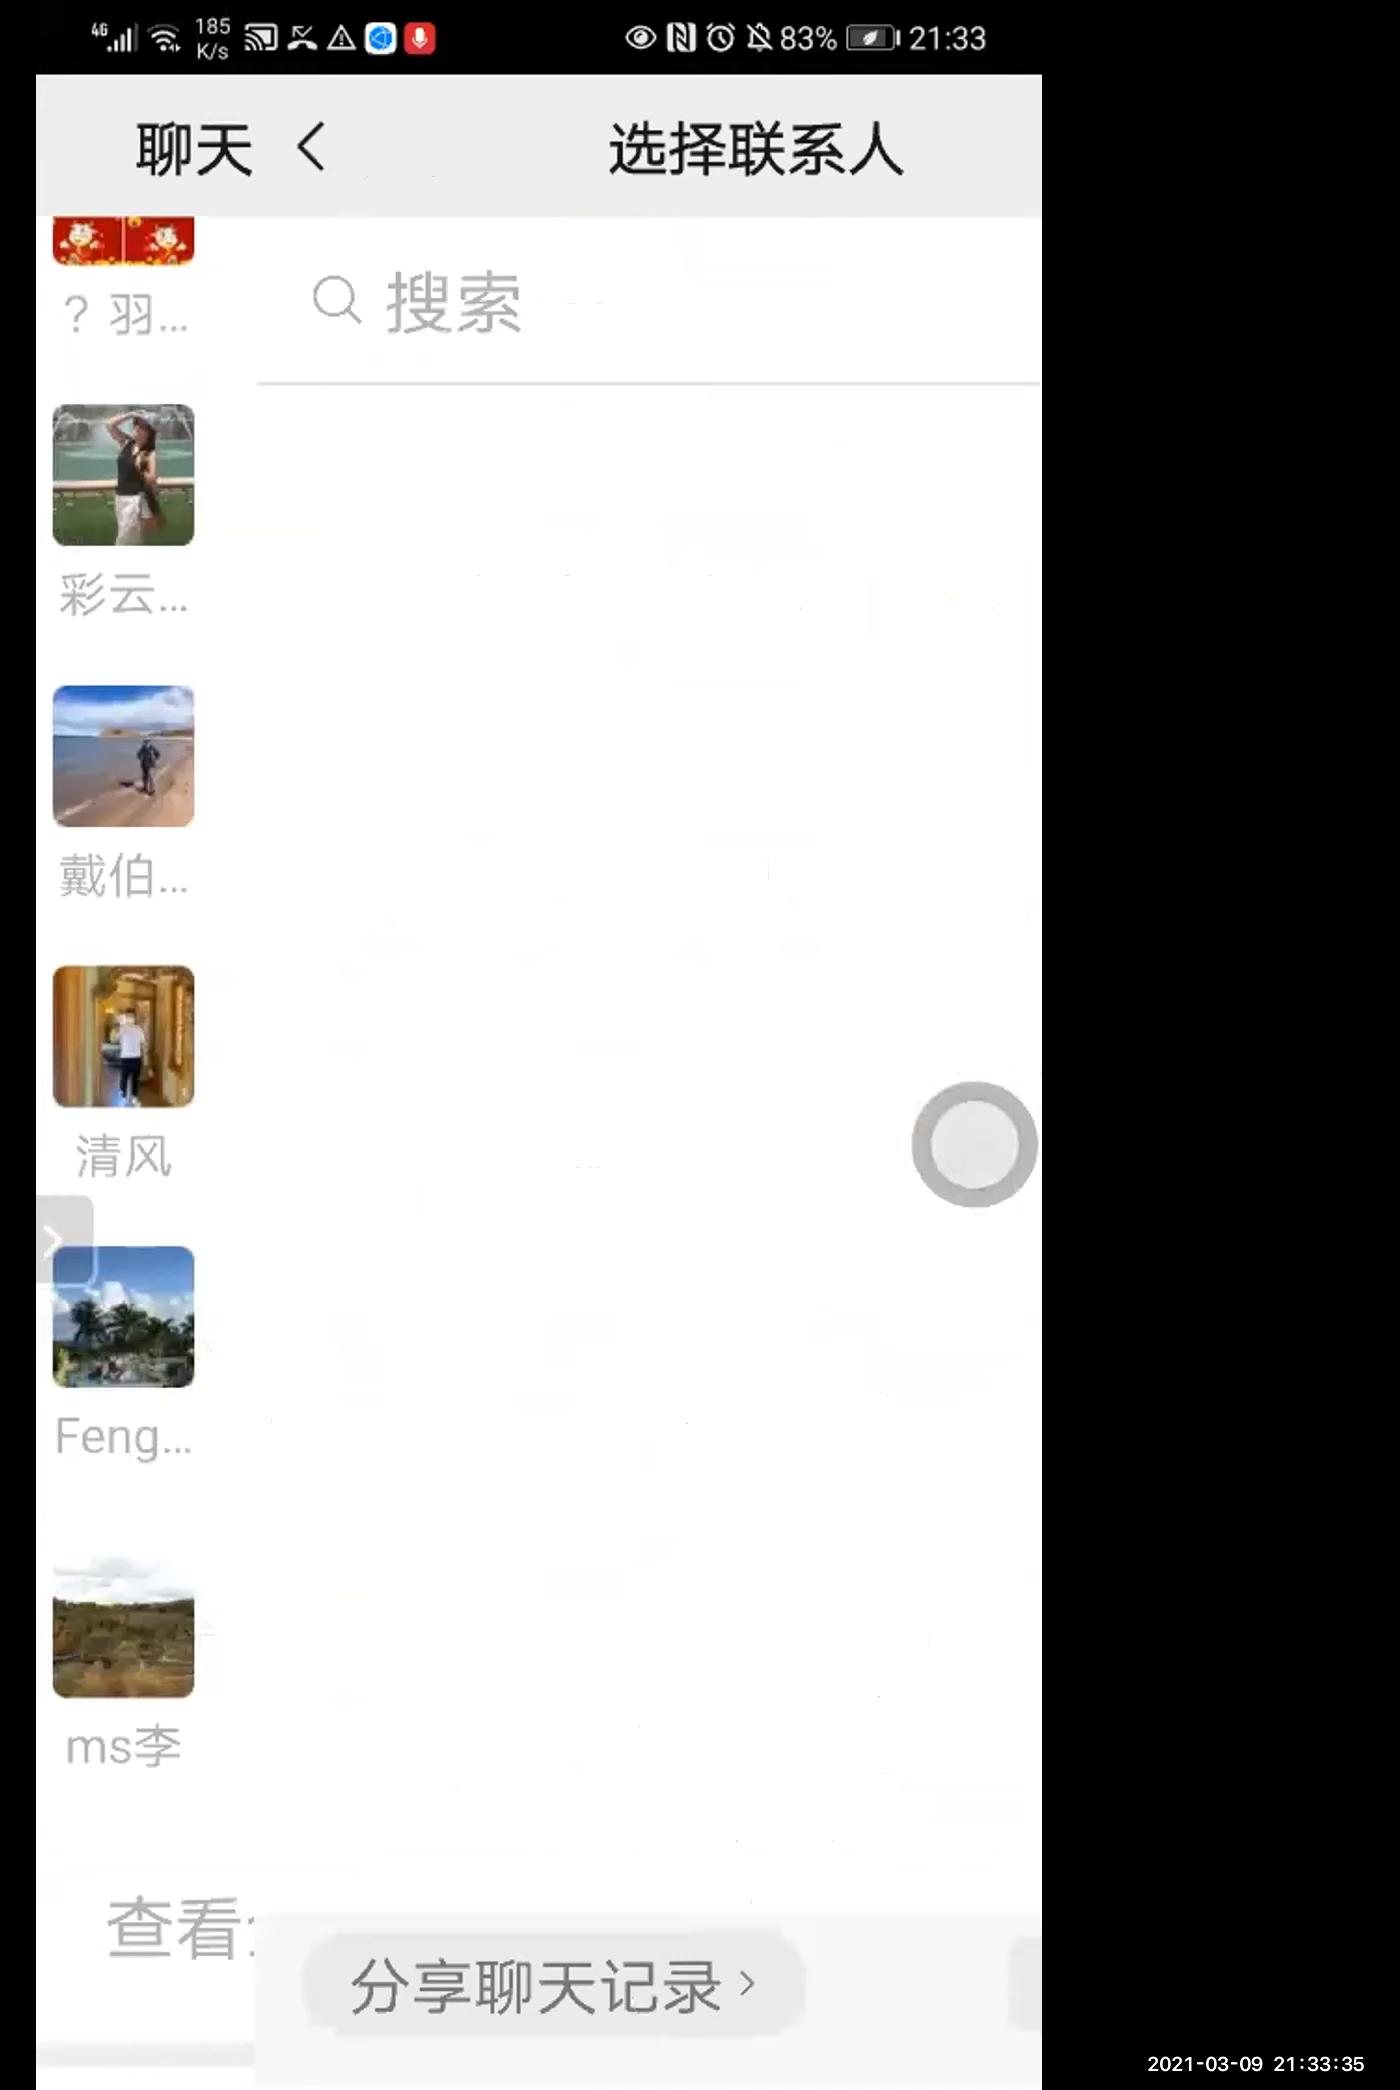 4G 185 K/s 83% 21:33
聊天 选择联系人
搜索
? 羽...
彩云...
戴伯...
清风
Feng...
ms李
查看
分享聊天记录
2021-03-09 21:33:35